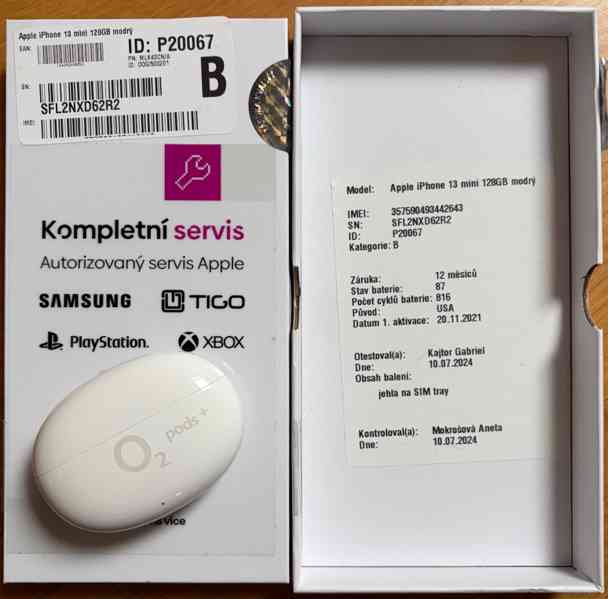 Apple iPhone 13 mini 128GB modrý
EAN:
ID: P20067
B
SN:
SFL2NXD62R2
IMEI:
Kompletní servis
Autorizovaný servis Apple
SAMSUNG TIGO
PlayStation. XBOX
O2 pods +
Model: Apple iPhone 13 mini 128GB modrý
IMEI: 357590493442643
SN: SFL2NXD62R2
ID: P20067
Kategorie: B
Záruka: 12 měsíců
Stav baterie: 87
Počet cyklů baterie: 816
Původ: USA
Datum 1. aktivace: 20.11.2021
Otestoval(a): Kajtor Gabriel
Dne: 10.07.2024
Obsah balení:
jehla na SIM tray
Kontroloval(a): Mokrošová Aneta
Dne: 10.07.2024